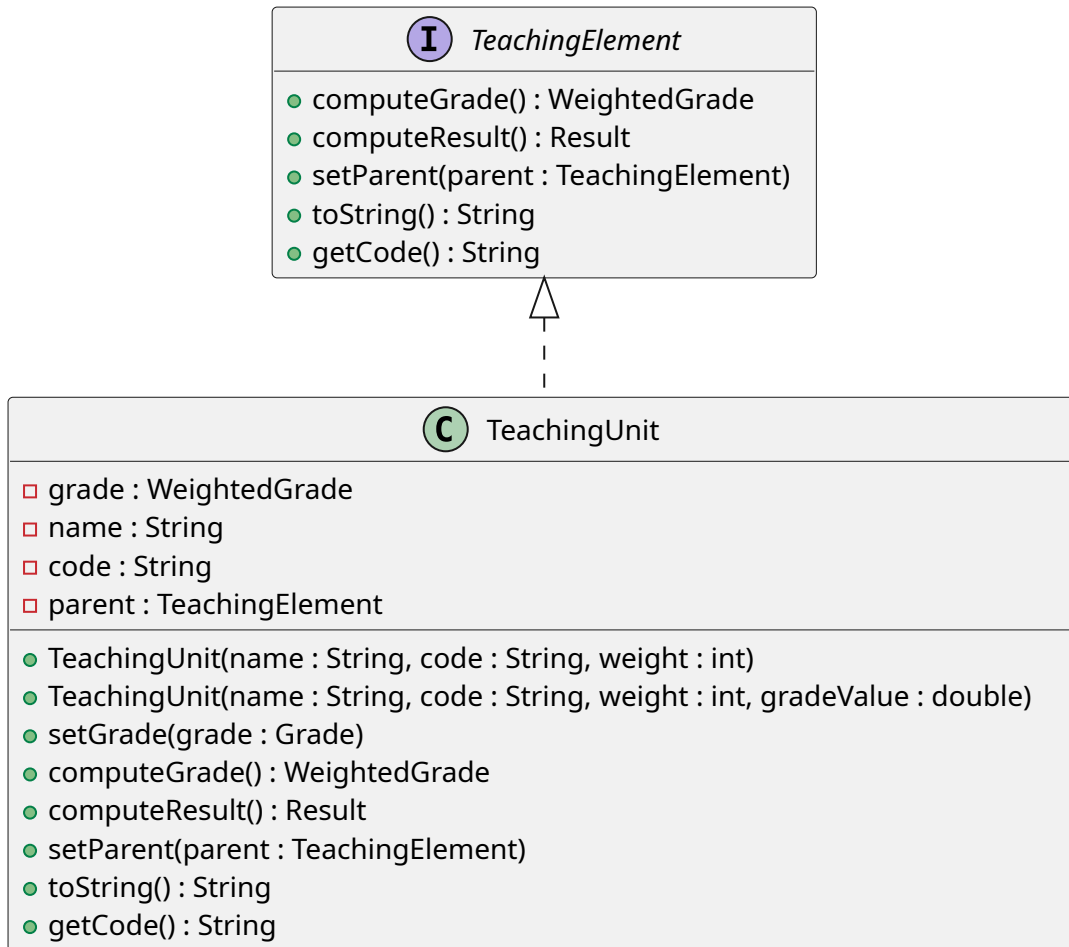 I TeachingElement
computeGrade() : WeightedGrade
computeResult() : Result
setParent(parent : TeachingElement)
toString() : String
getCode() : String
C TeachingUnit
grade : WeightedGrade
name : String
code : String
parent : TeachingElement
TeachingUnit(name : String, code : String, weight : int)
TeachingUnit(name : String, code : String, weight : int, gradeValue : double)
setGrade(grade : Grade)
computeGrade() : WeightedGrade
computeResult() : Result
setParent(parent : TeachingElement)
toString() : String
getCode() : String